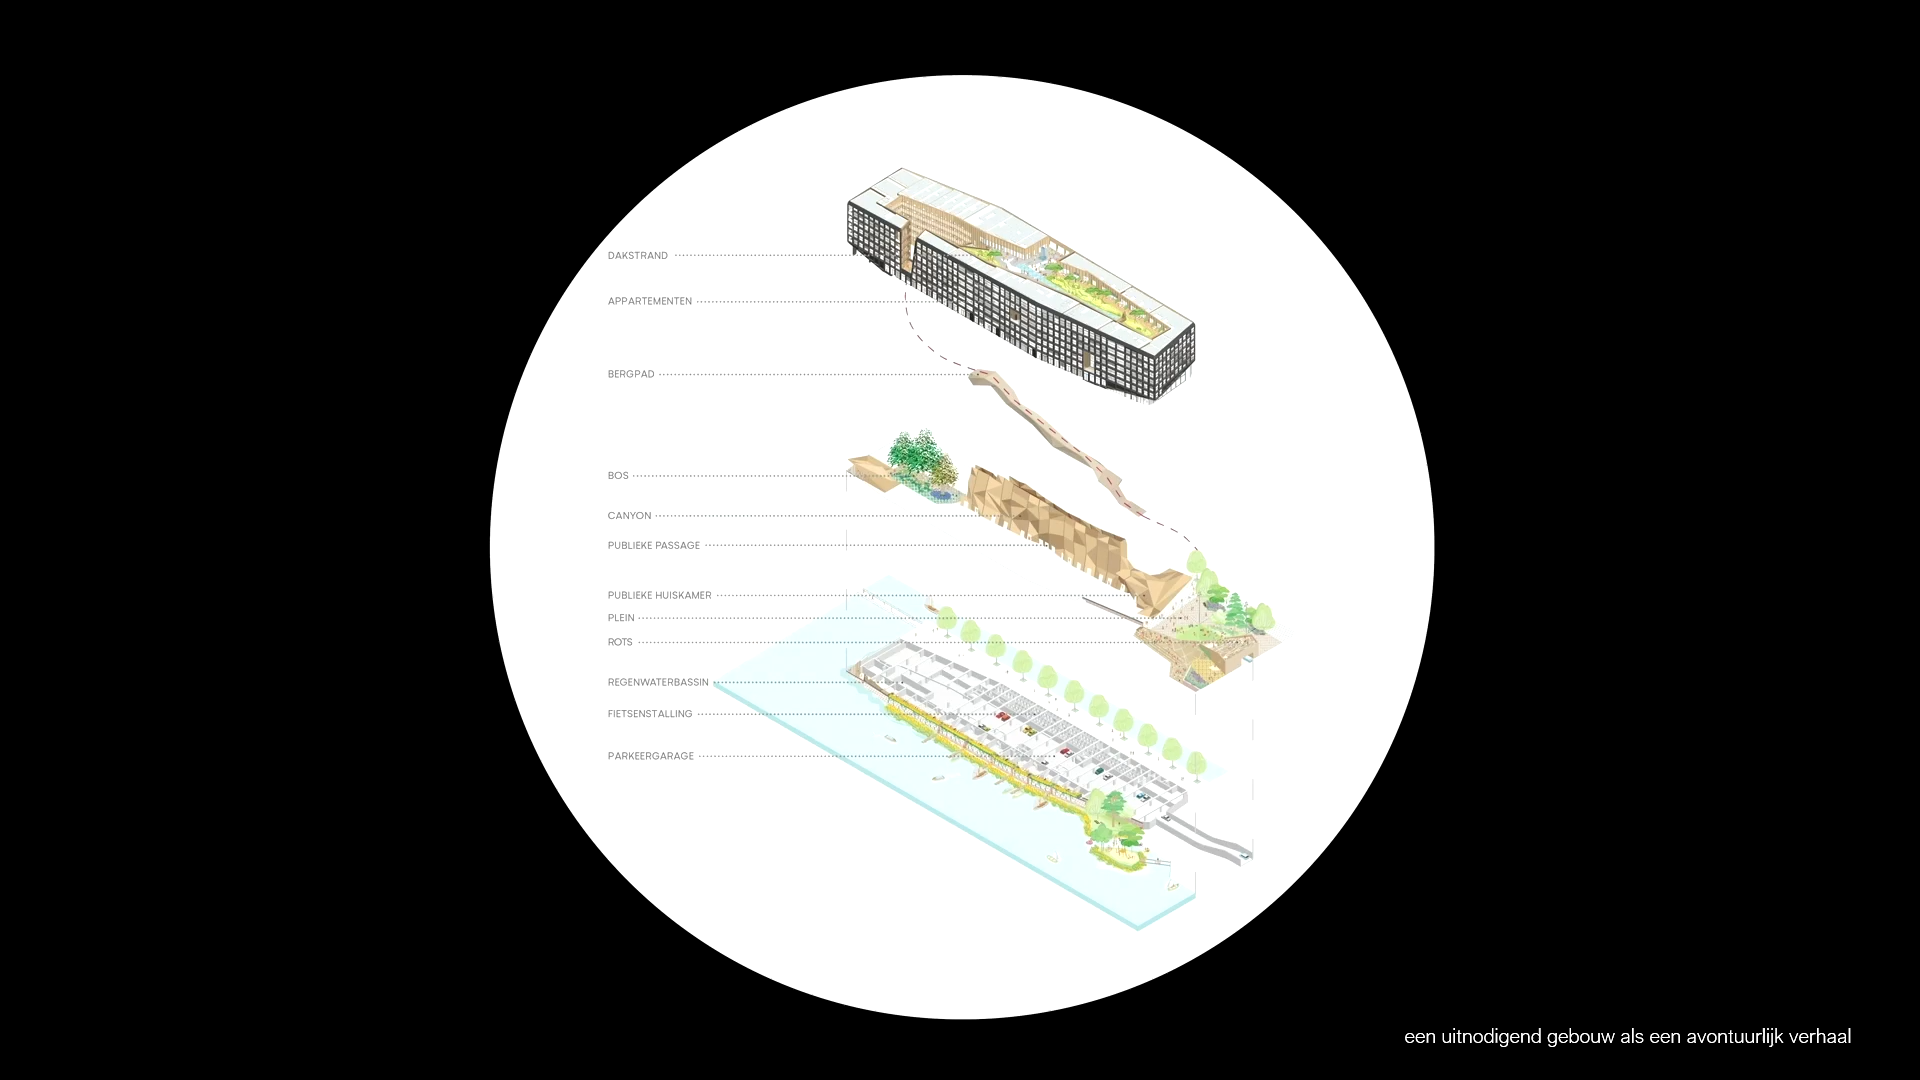 DAKSTRAND
APPARTEMENTEN
BERGPAD
BOS
CANYON
PUBLIEKE PASSAGE
PUBLIEKE HUISKAMER
PLEIN
ROTS
REGENWATERBASSIN
FIETSENSTALLING
PARKEERGARAGE
een uitnodigend gebouw als een avontuurlijk verhaal